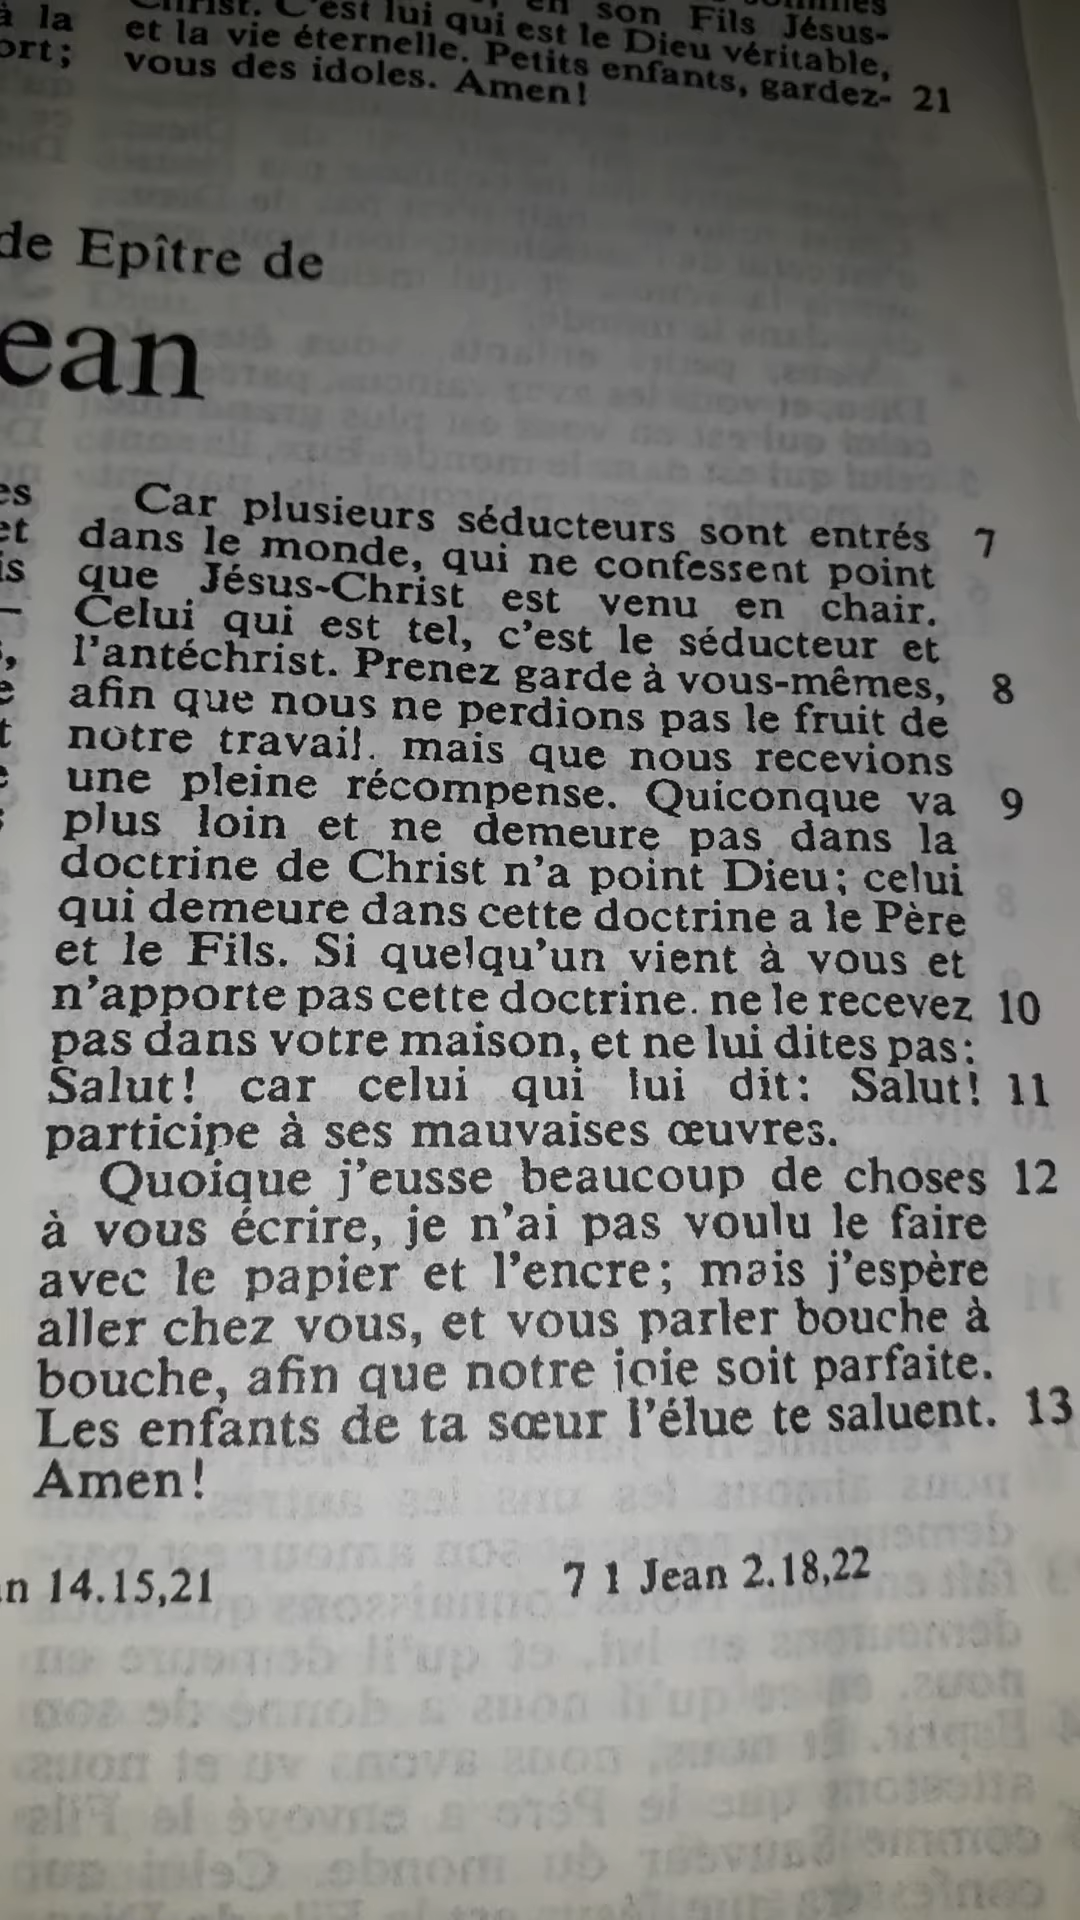 à la
ort;
Christ. C'est lui qui est le Dieu véritable,
son Fils Jésus-
et la vie éternelle. Petits enfants, gardez-
vous des idoles. Amen! 21
de Epître de
ean
es
et
is
–
e
t
Car plusieurs séducteurs sont entrés 7
dans le monde, qui ne confessent point
que Jésus-Christ est venu en chair.
Celui qui est tel, c'est le séducteur et
l'antéchrist. Prenez garde à vous-mêmes, 8
afin que nous ne perdions pas le fruit de
notre travail. mais que nous recevions
une pleine récompense. Quiconque va 9
plus loin et ne demeure pas dans la
doctrine de Christ n'a point Dieu; celui
qui demeure dans cette doctrine a le Père
et le Fils. Si quelqu'un vient à vous et
n'apporte pas cette doctrine. ne le recevez 10
pas dans votre maison, et ne lui dites pas:
Salut! car celui qui lui dit: Salut! 11
participe à ses mauvaises œuvres.
Quoique j'eusse beaucoup de choses 12
à vous écrire, je n'ai pas voulu le faire
avec le papier et l'encre; mais j'espère
aller chez vous, et vous parler bouche à
bouche, afin que notre joie soit parfaite.
Les enfants de ta sœur l'élue te saluent. 13
Amen!
n 14.15,21
7 1 Jean 2.18,22